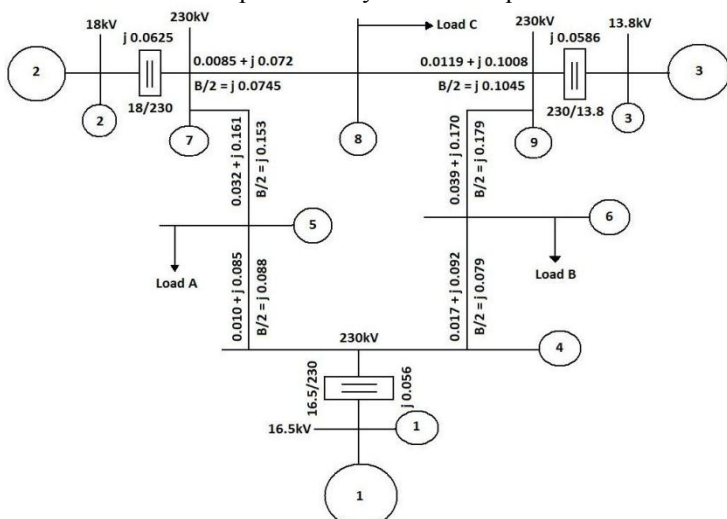 18kV
j 0.0625
230kV
Load C
230kV
j 0.0586
13.8kV
0.0085 + j 0.072
0.0119 + j 0.1008
2
3
B/2 = j 0.0745
B/2 = j 0.1045
2
18/230
7
8
9
230/13.8
3
0.032 + j 0.161
B/2 = j 0.153
0.039 + j 0.170
B/2 = j 0.179
5
6
Load A
Load B
0.010 + j 0.085
B/2 = j 0.088
0.017 + j 0.092
B/2 = j 0.079
230kV
4
16.5/230
j 0.056
16.5kV
1
1